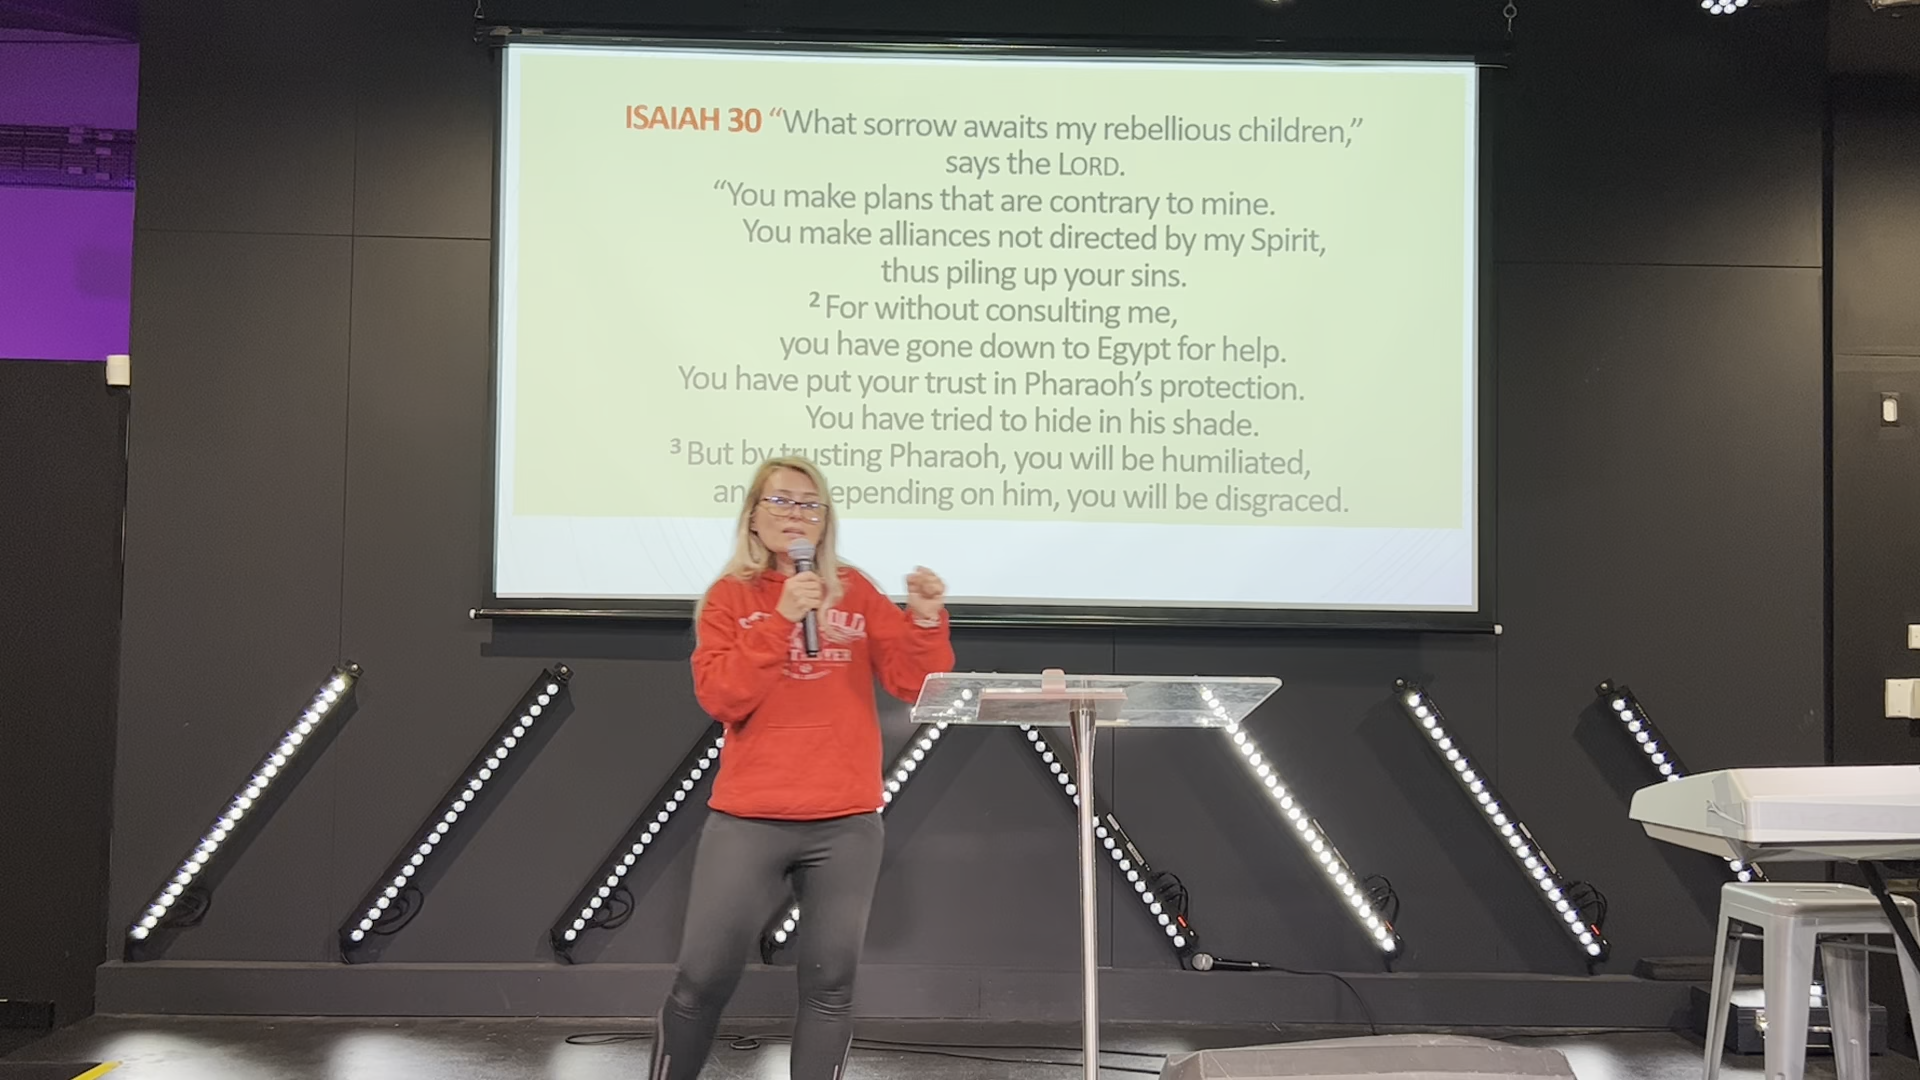 ISAIAH 30 “What sorrow awaits my rebellious children,”
says the LORD.
“You make plans that are contrary to mine.
You make alliances not directed by my Spirit,
thus piling up your sins.
2 For without consulting me,
you have gone down to Egypt for help.
You have put your trust in Pharaoh’s protection.
You have tried to hide in his shade.
3 But by trusting Pharaoh, you will be humiliated,
on him, you will be disgraced.